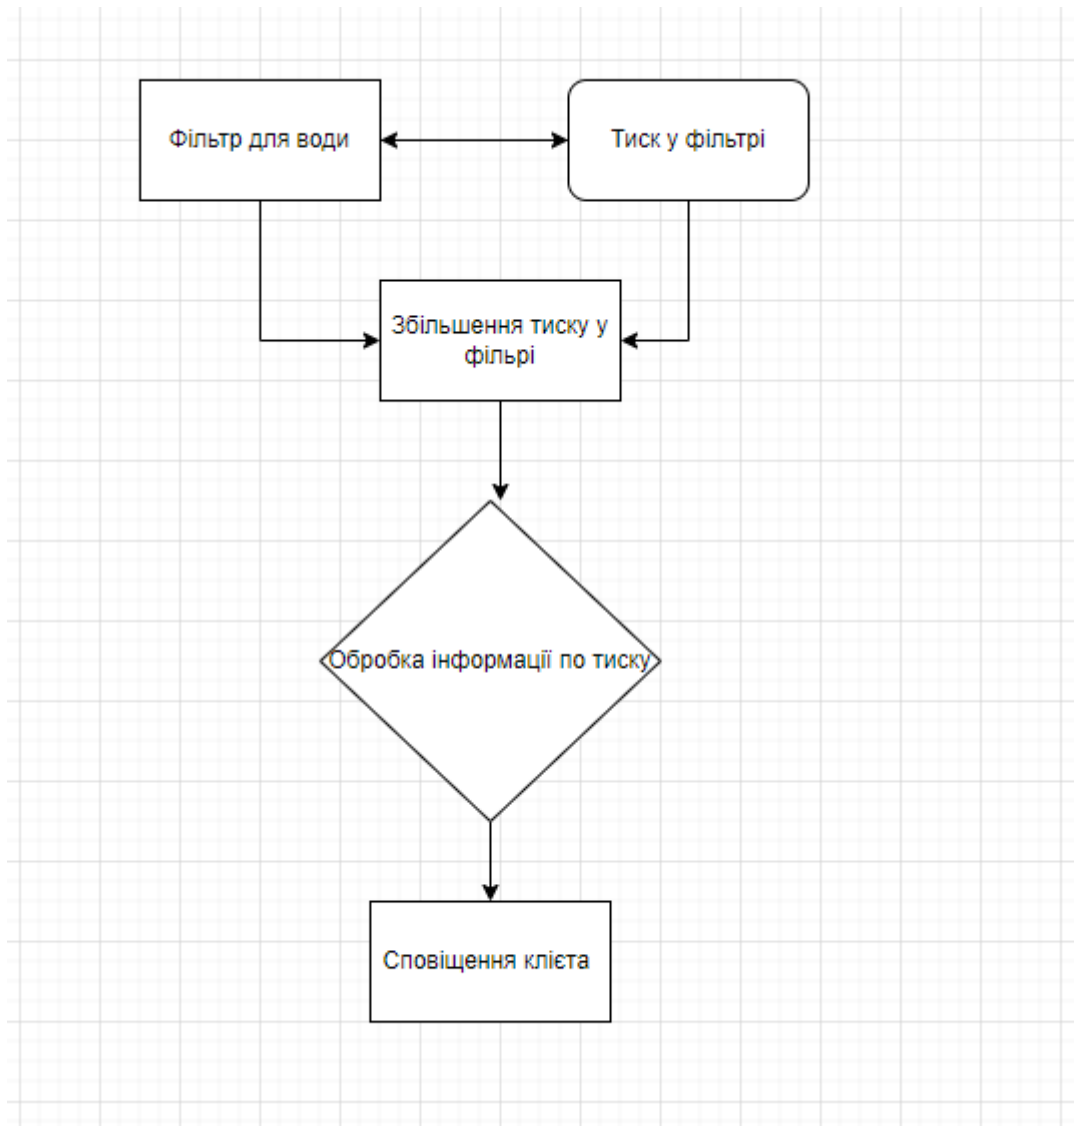 Фільтр для води
Тиск у фільтрі
Збільшення тиску у
фільрі
Обробка інформації по тиску
Сповіщення клієта